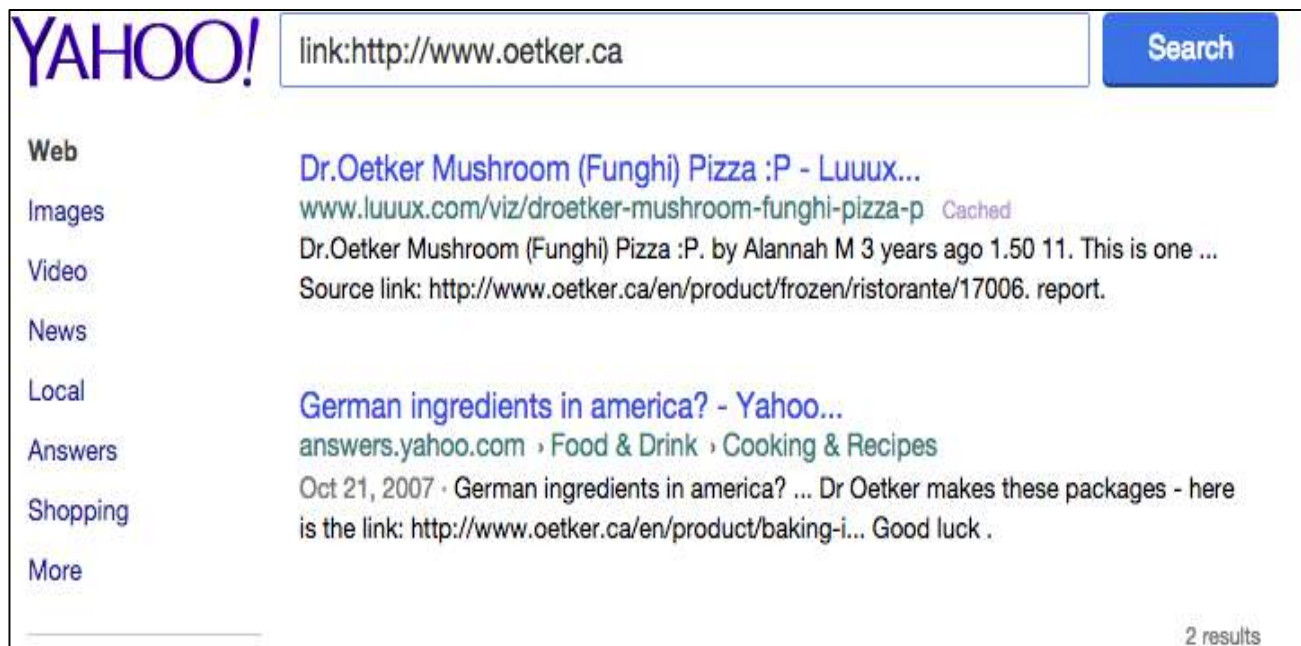 YAHOO! link:http://www.oetker.ca Search
Web
Images
Video
News
Local
Answers
Shopping
More
Dr.Oetker Mushroom (Funghi) Pizza :P - Luuux...
www.luuux.com/viz/droetker-mushroom-funghi-pizza-p Cached
Dr.Oetker Mushroom (Funghi) Pizza :P. by Alannah M 3 years ago 1.50 11. This is one ...
Source link: http://www.oetker.ca/en/product/frozen/ristorante/17006. report.
German ingredients in america? - Yahoo...
answers.yahoo.com › Food & Drink › Cooking & Recipes
Oct 21, 2007 · German ingredients in america? ... Dr Oetker makes these packages - here
is the link: http://www.oetker.ca/en/product/baking-i... Good luck .
2 results